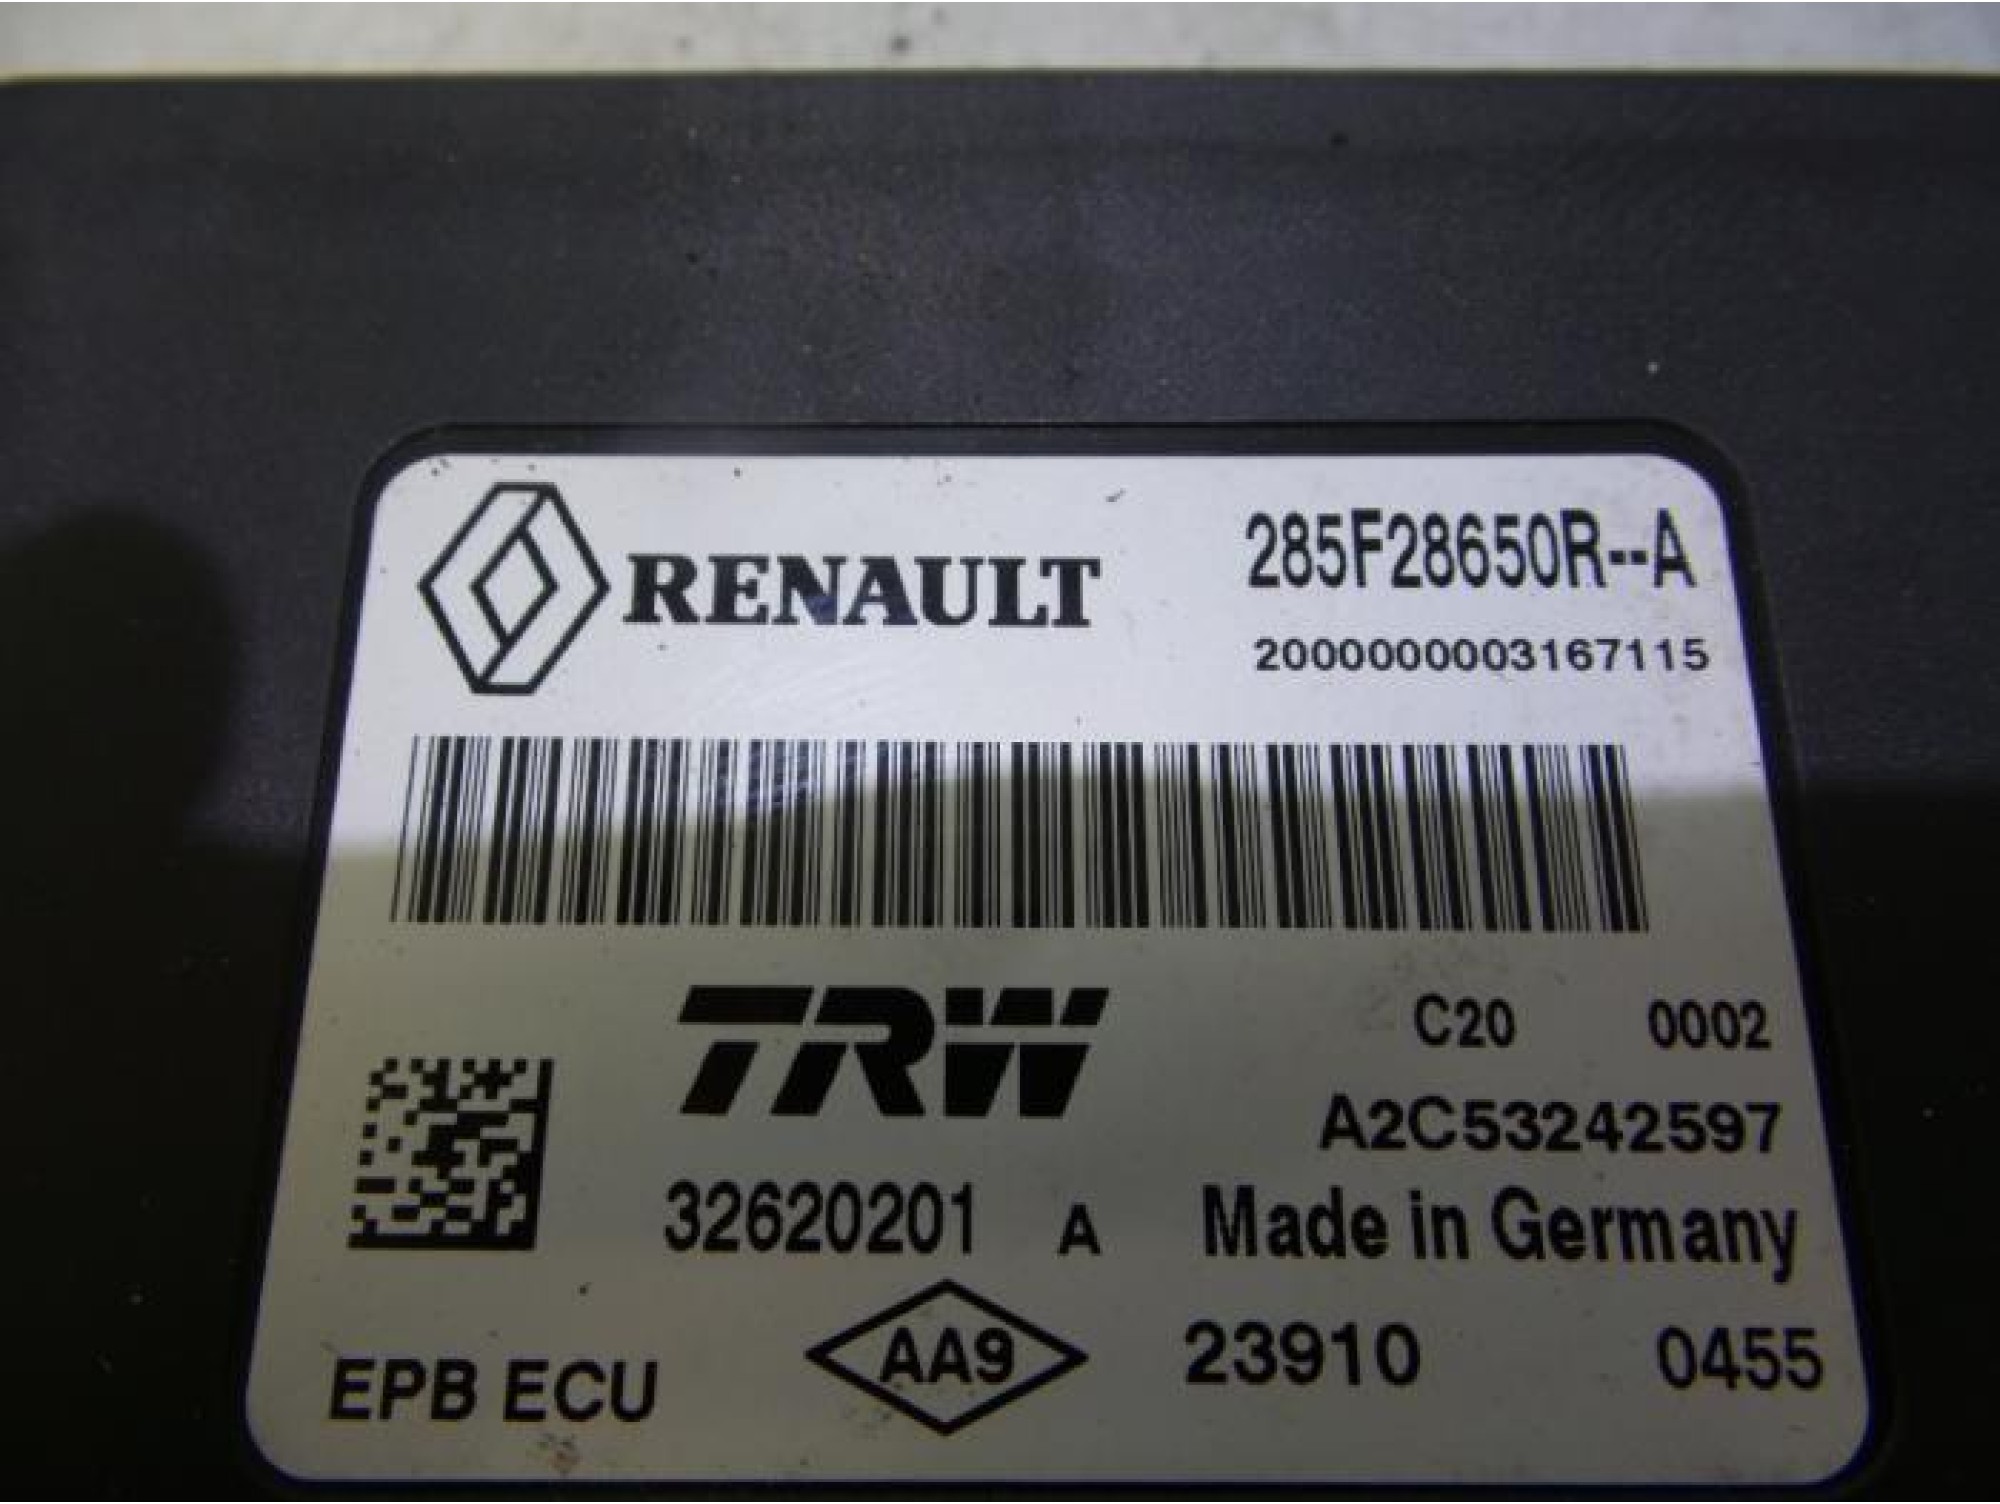 RENAULT 285F28650R--A
2000000003167115
TRW C20 0002
A2C53242597
32620201 A Made in Germany
EPB ECU AA9 23910 0455